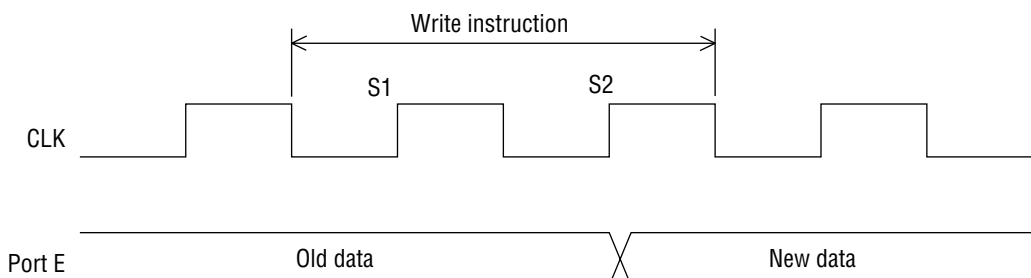 Write instruction
S1 S2
CLK
Port E Old data New data